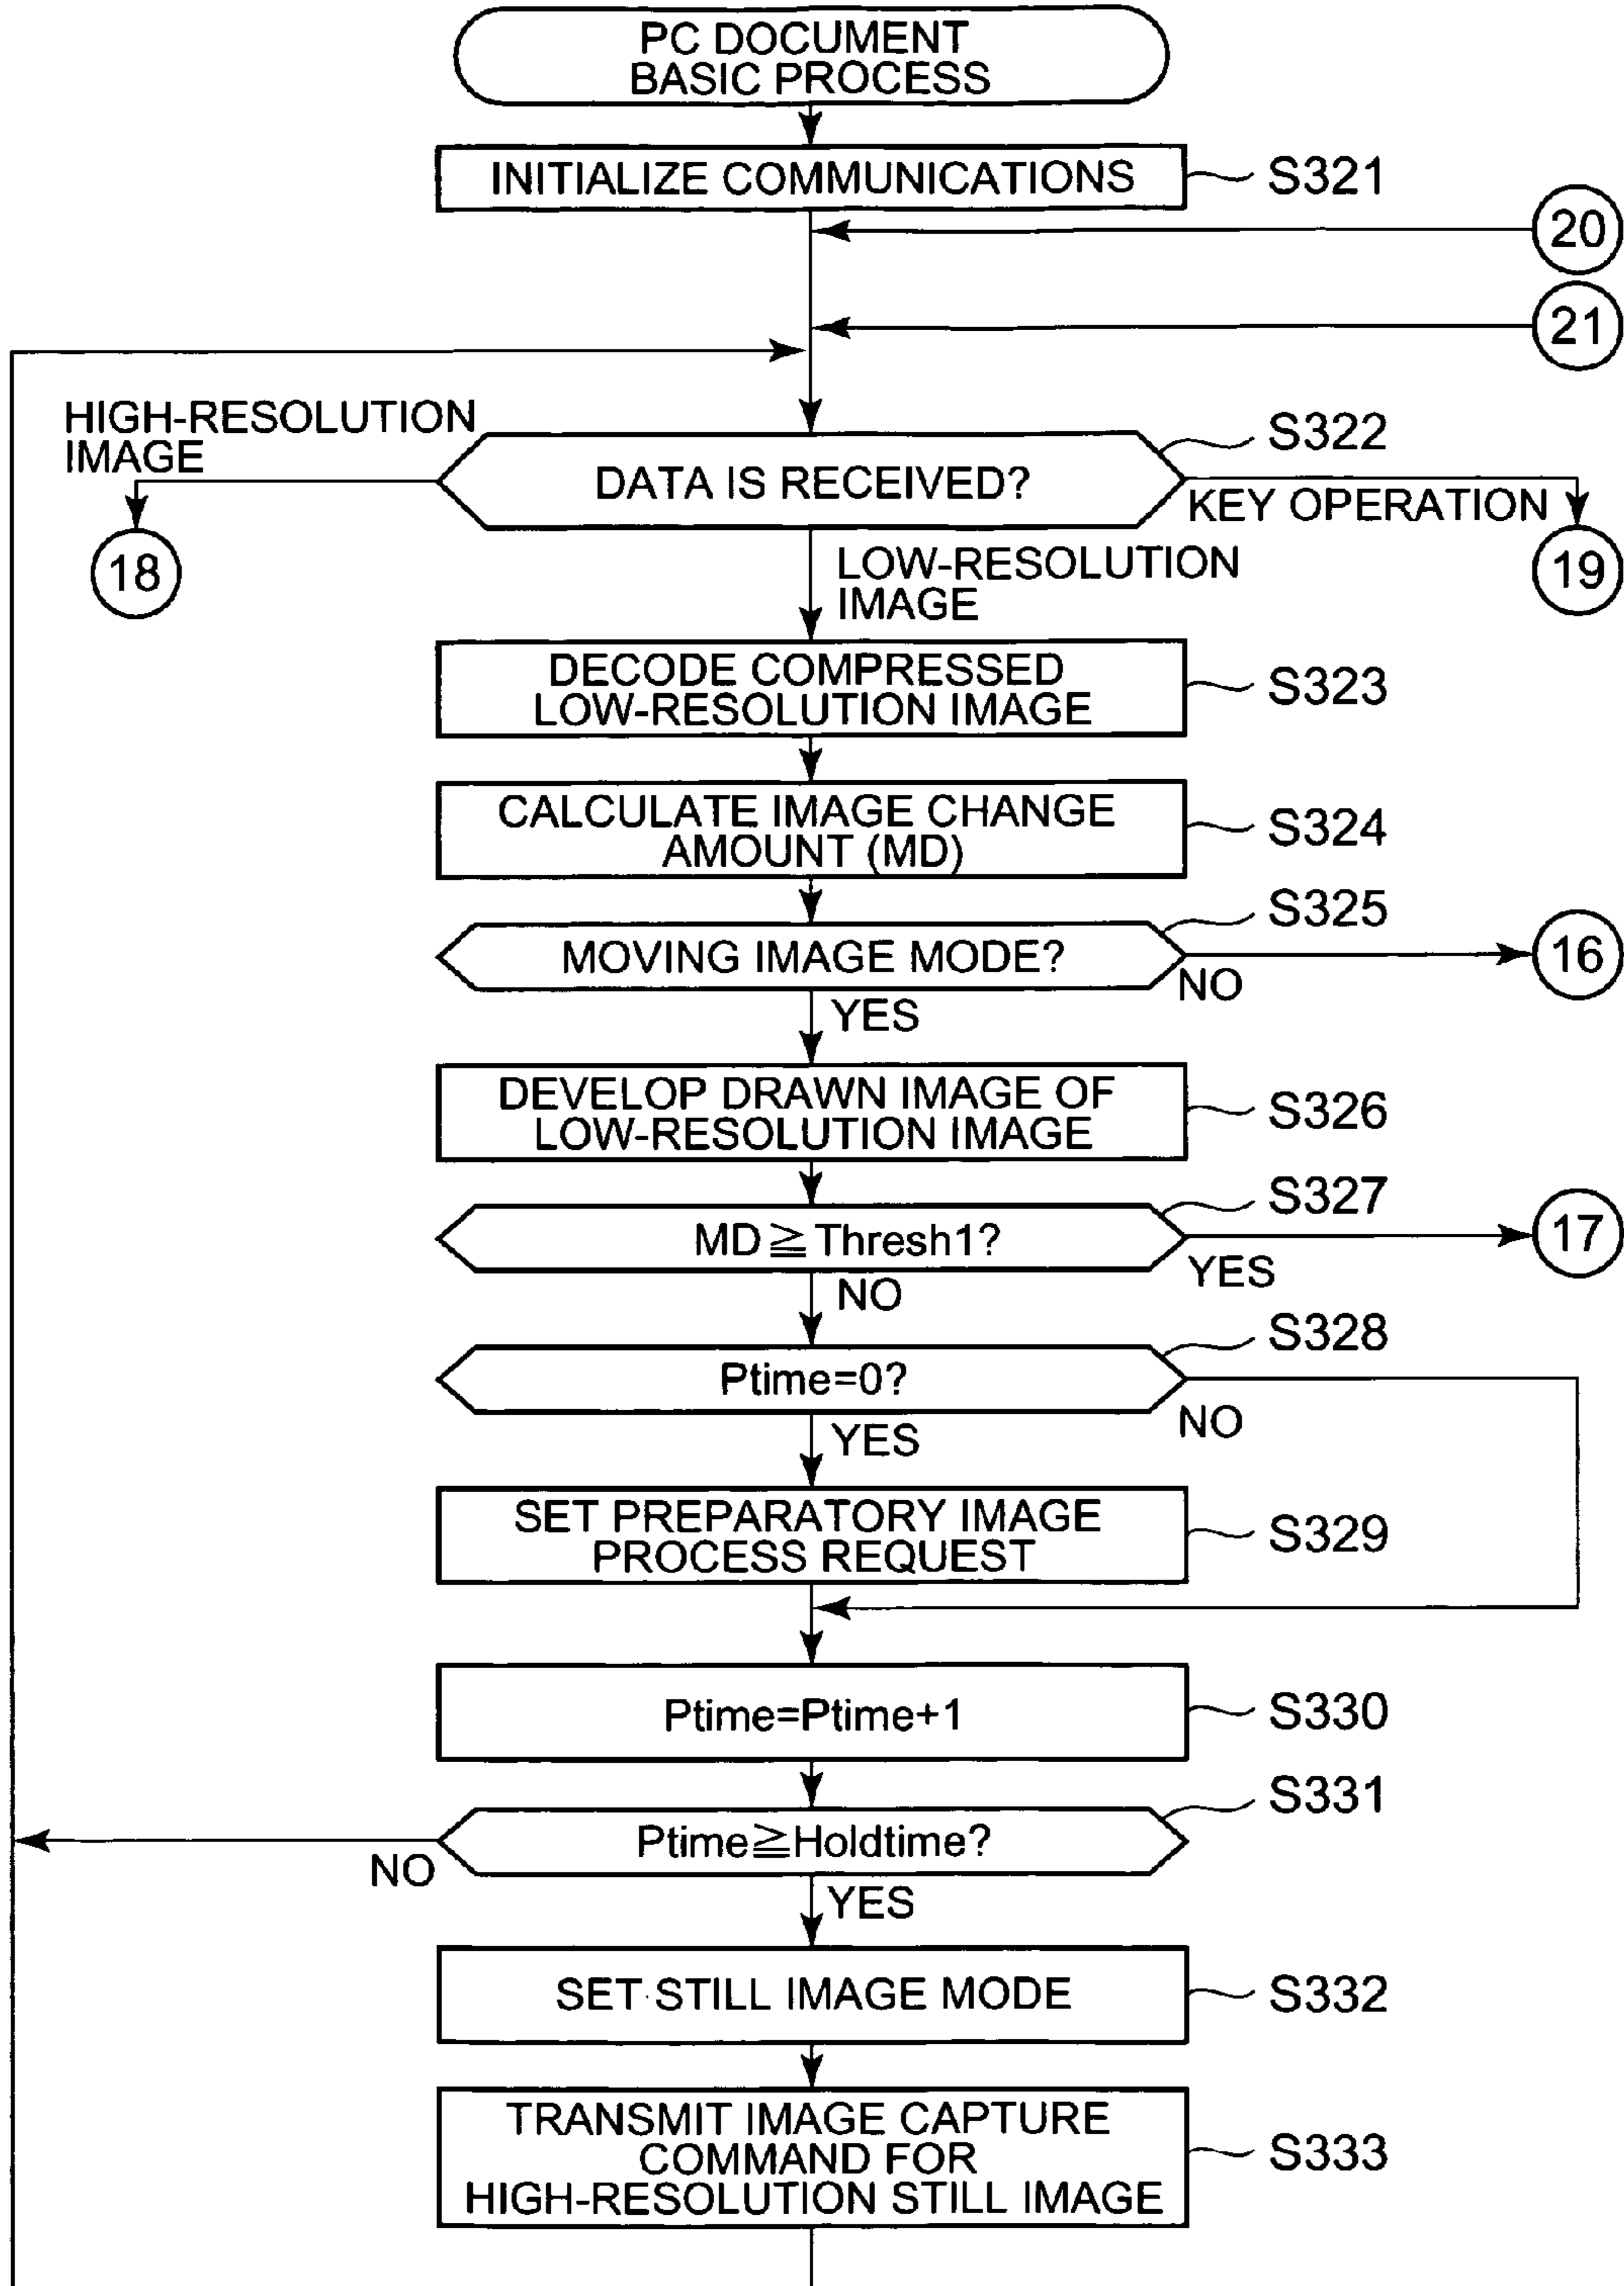 PC DOCUMENT
BASIC PROCESS
INITIALIZE COMMUNICATIONS
S321
20
21
HIGH-RESOLUTION
IMAGE
S322
DATA IS RECEIVED?
KEY OPERATION
18
19
LOW-RESOLUTION
IMAGE
DECODE COMPRESSED
LOW-RESOLUTION IMAGE
S323
CALCULATE IMAGE CHANGE
AMOUNT (MD)
S324
S325
MOVING IMAGE MODE?
NO
16
YES
DEVELOP DRAWN IMAGE OF
LOW-RESOLUTION IMAGE
S326
S327
MD≧Thresh1?
YES
17
NO
S328
Ptime=0?
NO
YES
SET PREPARATORY IMAGE
PROCESS REQUEST
S329
Ptime=Ptime+1
S330
S331
Ptime≧Holdtime?
NO
YES
SET STILL IMAGE MODE
S332
TRANSMIT IMAGE CAPTURE
COMMAND FOR
HIGH-RESOLUTION STILL IMAGE
S333